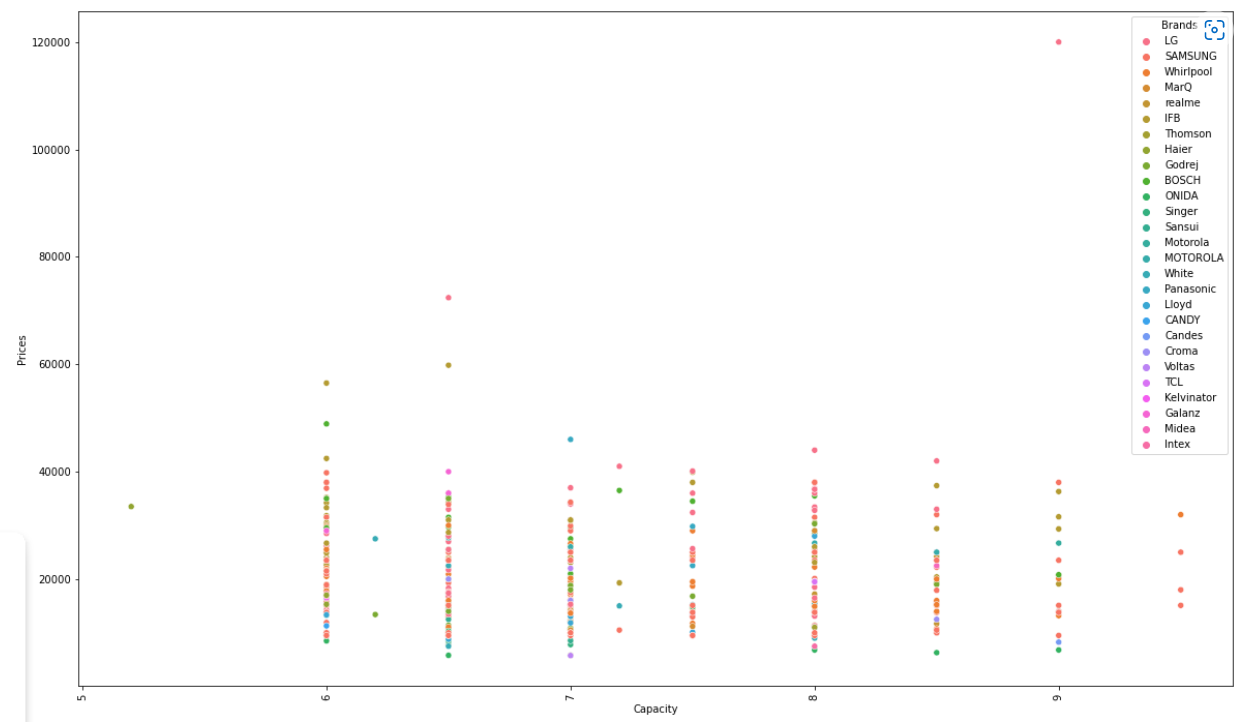 Brands
LG
SAMSUNG
Whirlpool
MarQ
realme
IFB
Thomson
Haier
Godrej
BOSCH
ONIDA
Singer
Sansui
Motorola
MOTOROLA
White
Panasonic
Lloyd
CANDY
Candes
Croma
Voltas
TCL
Kelvinator
Galanz
Midea
Intex
120000
100000
80000
60000
40000
20000
Prices
5 6 7 8 9
Capacity